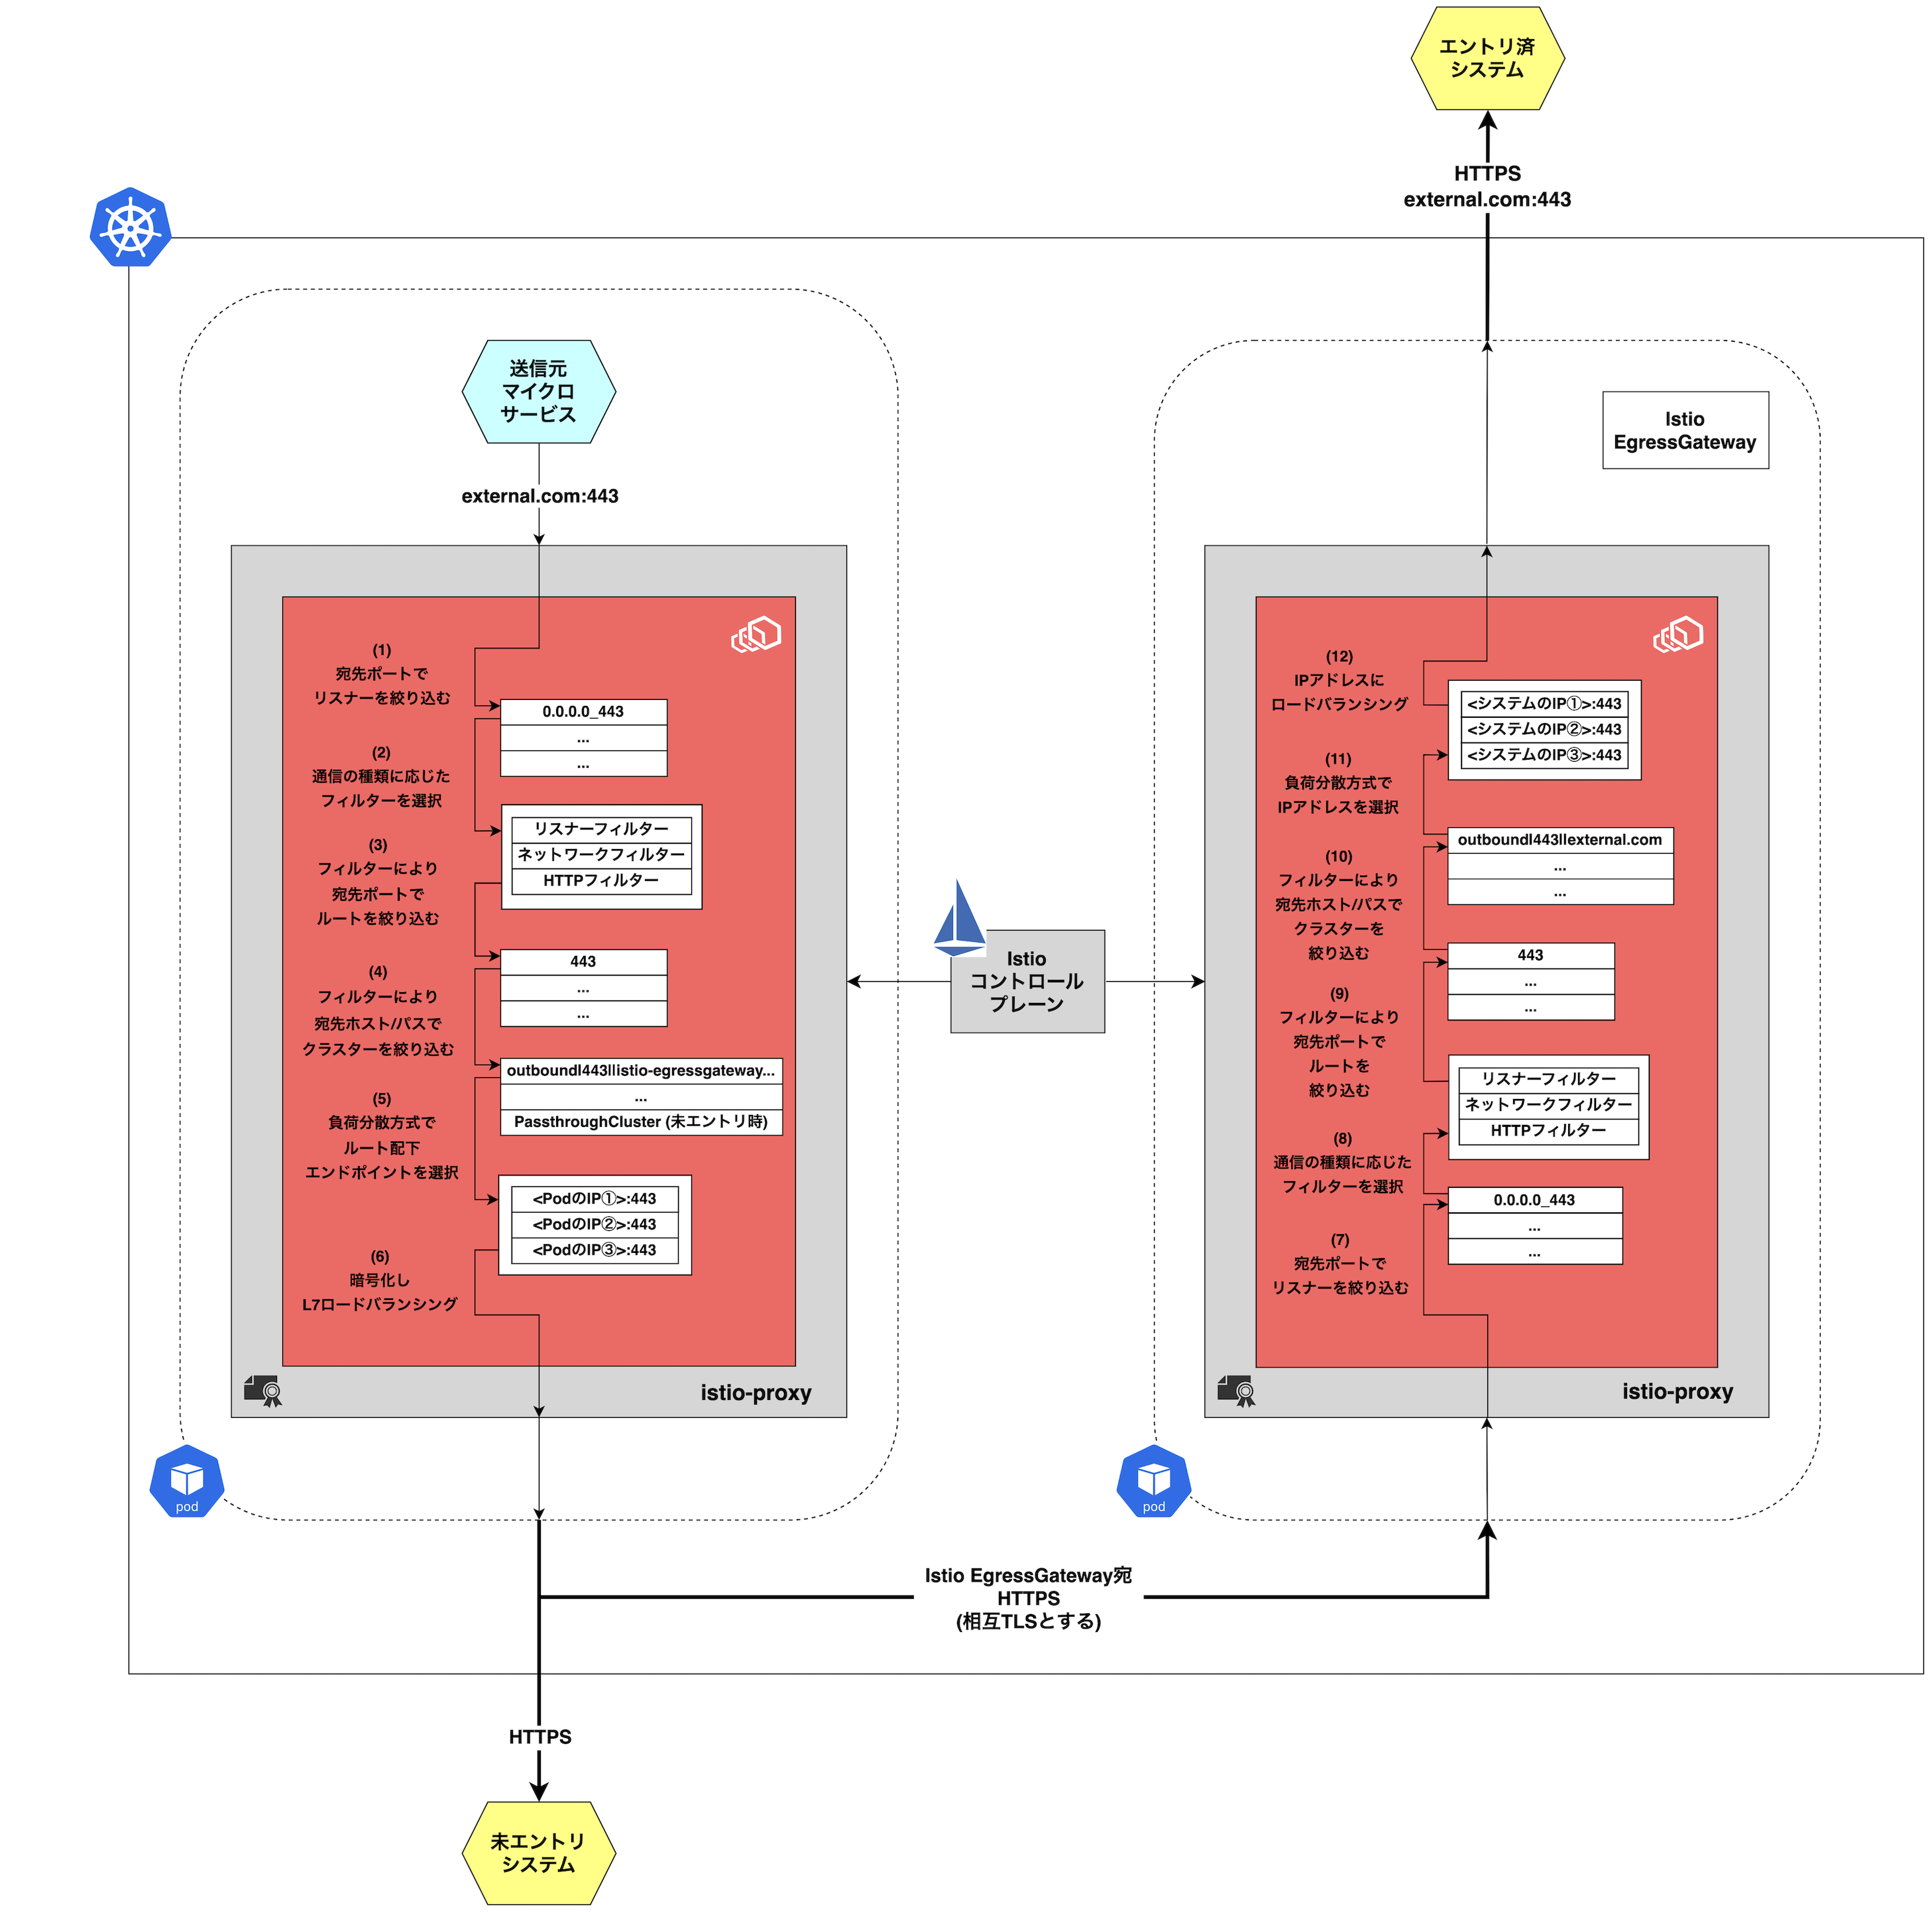 エントリ済
システム
HTTPS
external.com:443
送信元
マイクロ
サービス
external.com:443
(1)
宛先ポートで
リスナーを絞り込む
0.0.0.0_443
...
...
(2)
通信の種類に応じた
フィルターを選択
リスナーフィルター
ネットワークフィルター
HTTPフィルター
(3)
フィルターにより
宛先ポートで
ルートを絞り込む
443
...
...
(4)
フィルターにより
宛先ホスト/パスで
クラスターを絞り込む
outbound|443||istio-egressgateway...
...
PassthroughCluster (未エントリ時)
(5)
負荷分散方式で
ルート配下
エンドポイントを選択
<PodのIP①>:443
<PodのIP②>:443
<PodのIP③>:443
(6)
暗号化し
L7ロードバランシング
istio-proxy
pod
Istio
コントロール
プレーン
Istio
EgressGateway
(12)
IPアドレスに
ロードバランシング
<システムのIP①>:443
<システムのIP②>:443
<システムのIP③>:443
(11)
負荷分散方式で
IPアドレスを選択
outbound|443||external.com
...
...
(10)
フィルターにより
宛先ホスト/パスで
クラスターを
絞り込む
443
...
...
(9)
フィルターにより
宛先ポートで
ルートを
絞り込む
リスナーフィルター
ネットワークフィルター
HTTPフィルター
(8)
通信の種類に応じた
フィルターを選択
0.0.0.0_443
...
...
(7)
宛先ポートで
リスナーを絞り込む
istio-proxy
pod
Istio EgressGateway宛
HTTPS
(相互TLSとする)
HTTPS
未エントリ
システム